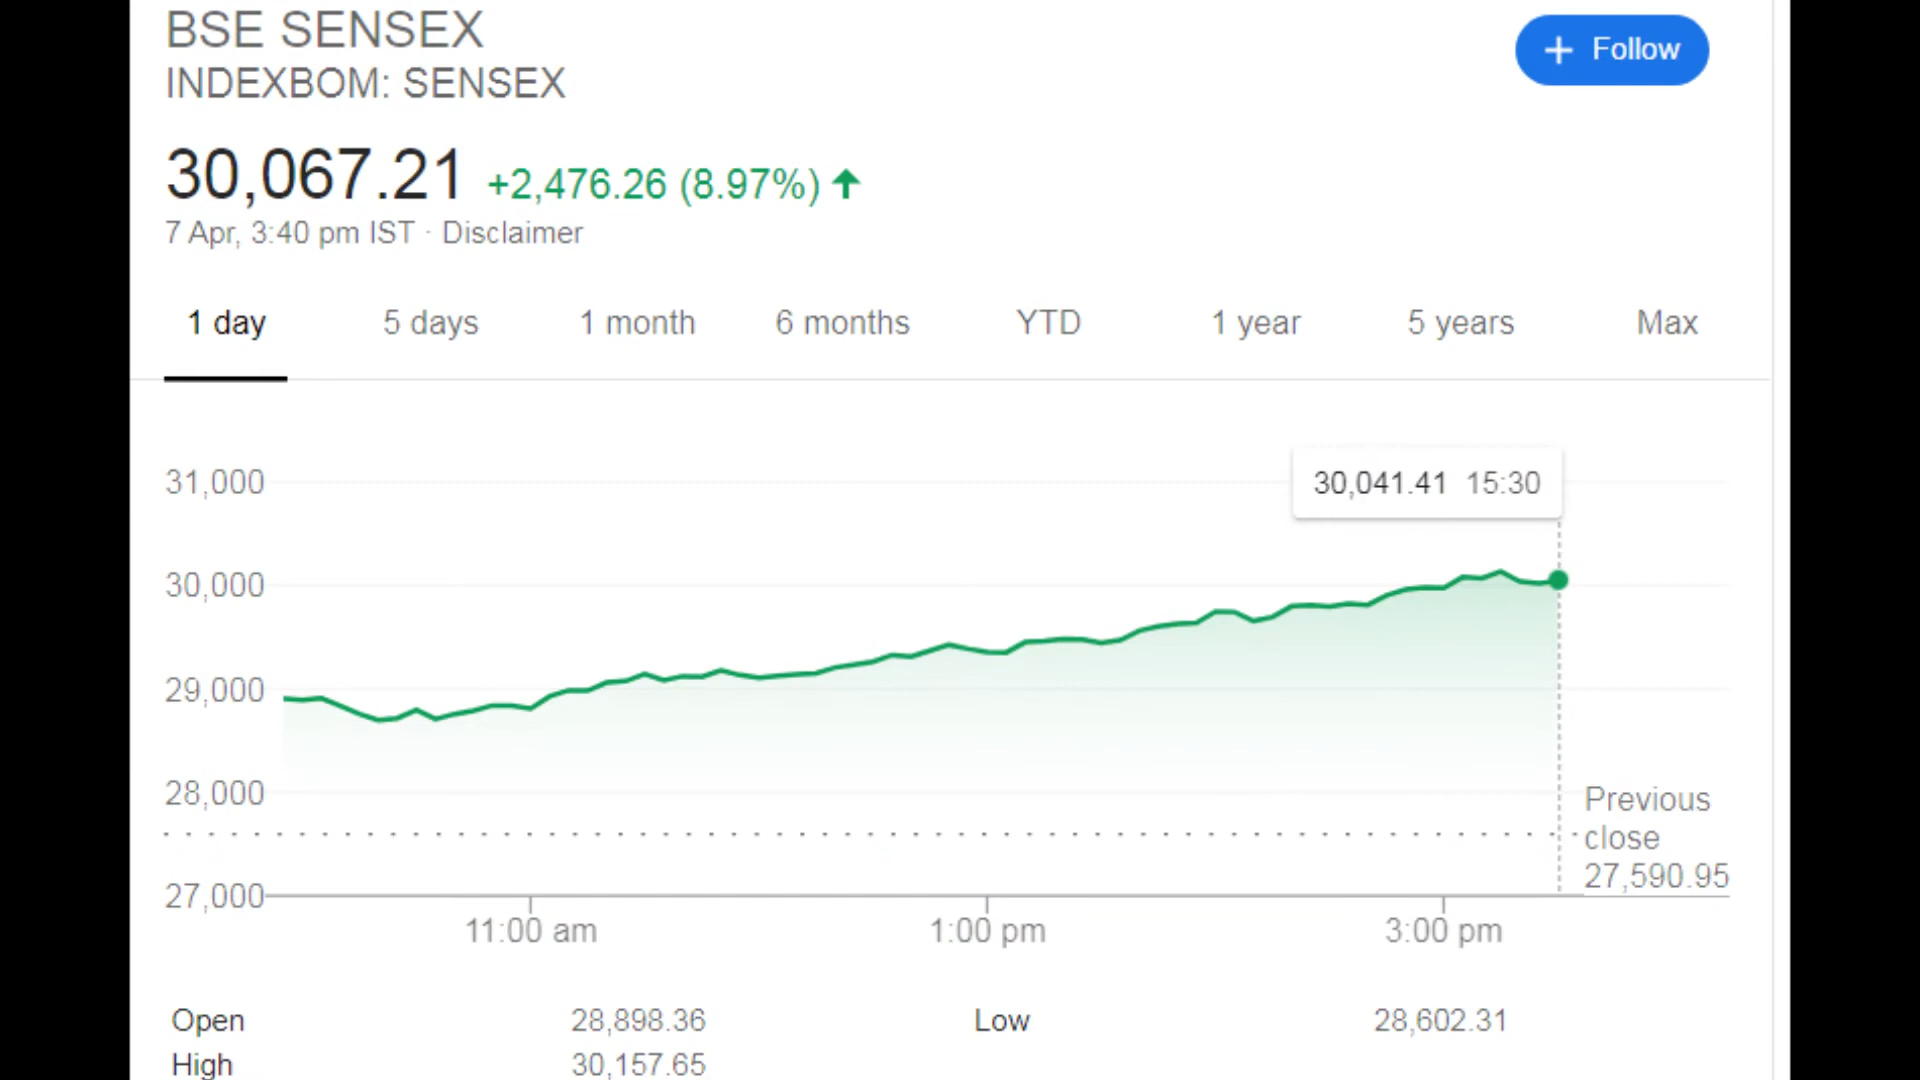 BSE SENSEX
+ Follow
INDEXBOM: SENSEX
30,067.21 +2,476.26 (8.97%)
7 Apr, 3:40 pm IST · Disclaimer
1 day 5 days 1 month 6 months YTD 1 year 5 years Max
31,000
30,041.41 15:30
30,000
29,000
28,000
Previous
close
27,590.95
27,000
11:00 am 1:00 pm 3:00 pm
Open 28,898.36 Low 28,602.31
High 30,157.65